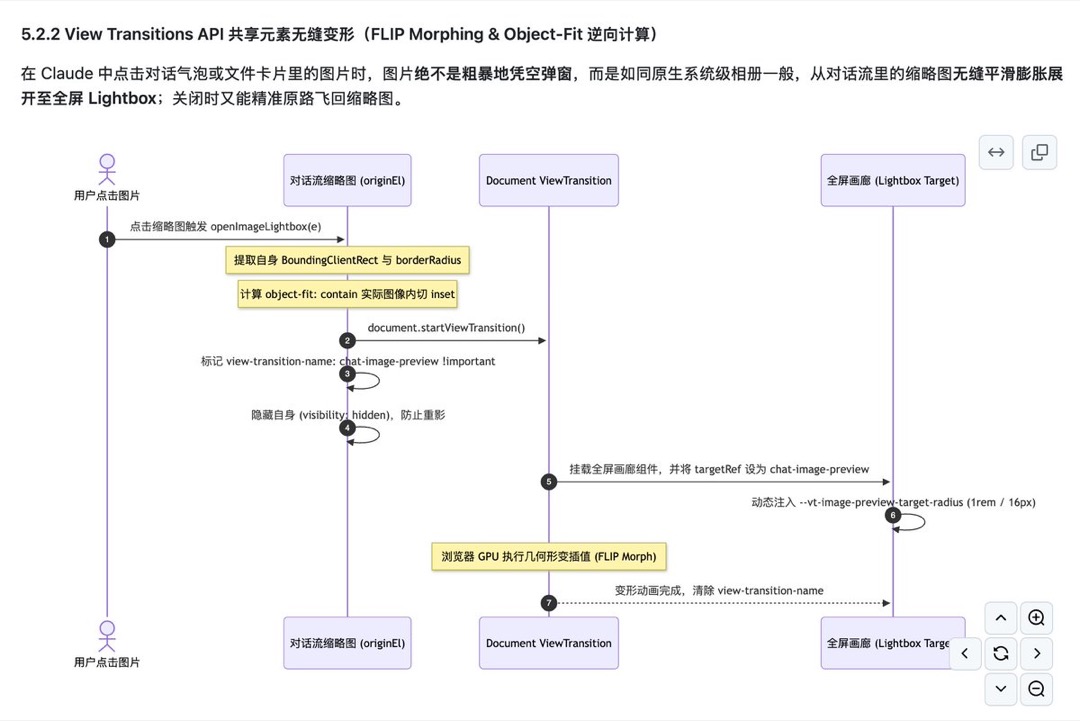 5.2.2 View Transitions API 共享元素无缝变形（FLIP Morphing & Object-Fit 逆向计算）
在 Claude 中点击对话气泡或文件卡片里的图片时，图片绝不是粗暴地凭空弹窗，而是如同原生系统级相册一般，从对话流里的缩略图无缝平滑膨胀展
开至全屏 Lightbox；关闭时又能精准原路飞回缩略图。
用户点击图片
对话流缩略图 (originEl)
Document ViewTransition
全屏画廊 (Lightbox Target)
点击缩略图触发 openImageLightbox(e)
1
提取自身 BoundingClientRect 与 borderRadius
计算 object-fit: contain 实际图像内切 inset
document.startViewTransition()
2
标记 view-transition-name: chat-image-preview !important
3
隐藏自身 (visibility: hidden)，防止重影
4
挂载全屏画廊组件，并将 targetRef 设为 chat-image-preview
5
动态注入 --vt-image-preview-target-radius (1rem / 16px)
6
浏览器 GPU 执行几何形变插值 (FLIP Morph)
变形动画完成，清除 view-transition-name
7
用户点击图片
对话流缩略图 (originEl)
Document ViewTransition
全屏画廊 (Lightbox Targe